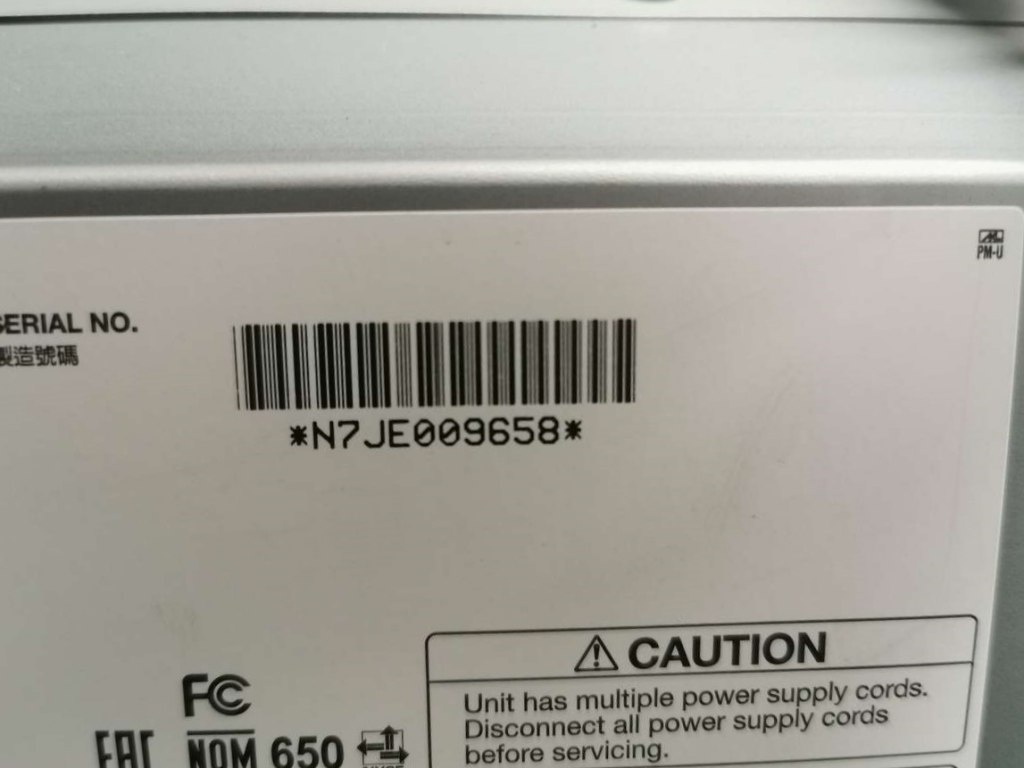 PM-U
SERIAL NO.
製造號碼
*N7JE009658*
CAUTION
Unit has multiple power supply cords.
Disconnect all power supply cords
before servicing.
FC
EAC
NOM 650